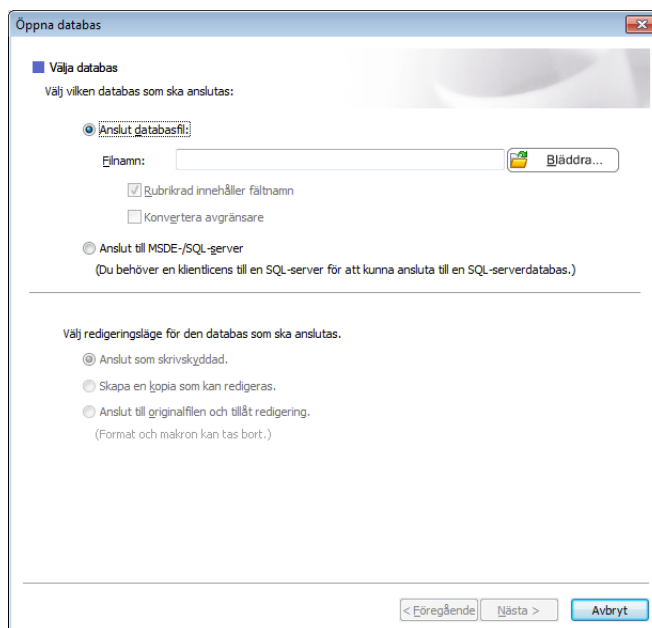 Öppna databas
Välja databas
Välj vilken databas som ska anslutas:
Anslut databasfil:
Filnamn:
Bläddra...
Rubrikrad innehåller fältnamn
Konvertera avgränsare
Anslut till MSDE-/SQL-server
(Du behöver en klientlicens till en SQL-server för att kunna ansluta till en SQL-serverdatabas.)
Välj redigeringsläge för den databas som ska anslutas.
Anslut som skrivskyddad.
Skapa en kopia som kan redigeras.
Anslut till originalfilen och tillåt redigering.
(Format och makron kan tas bort.)
< Föregående Nästa > Avbryt